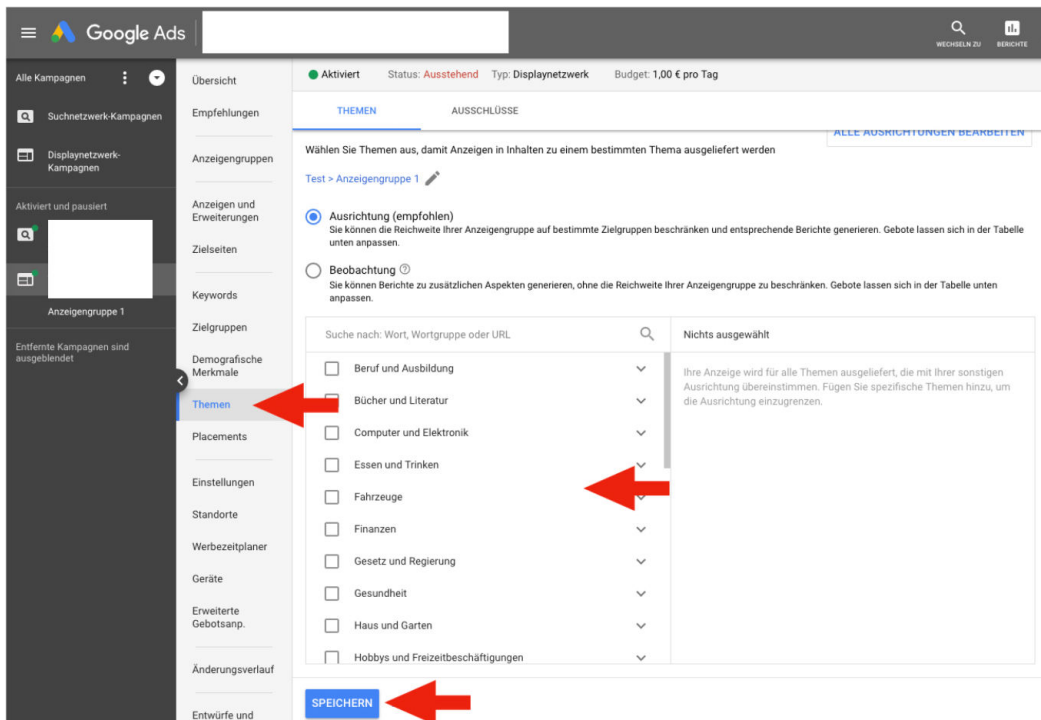 Google Ads
WECHSELN ZU
BERICHTE
Alle Kampagnen
Suchnetzwerk-Kampagnen
Displaynetzwerk-
Kampagnen
Aktiviert und pausiert
Anzeigengruppe 1
Entfernte Kampagnen sind
ausgeblendet
Übersicht
Empfehlungen
Anzeigengruppen
Anzeigen und
Erweiterungen
Zielseiten
Keywords
Zielgruppen
Demografische
Merkmale
Themen
Placements
Einstellungen
Standorte
Werbezeitplaner
Geräte
Erweiterte
Gebotsanp.
Änderungsverlauf
Entwürfe und
Aktiviert Status: Ausstehend Typ: Displaynetzwerk Budget: 1,00 € pro Tag
THEMEN AUSSCHLÜSSE
ALLE AUSRICHTUNGEN BEARBEITEN
Wählen Sie Themen aus, damit Anzeigen in Inhalten zu einem bestimmten Thema ausgeliefert werden
Test > Anzeigengruppe 1
Ausrichtung (empfohlen)
Sie können die Reichweite Ihrer Anzeigengruppe auf bestimmte Zielgruppen beschränken und entsprechende Berichte generieren. Gebote lassen sich in der Tabelle
unten anpassen.
Beobachtung
Sie können Berichte zu zusätzlichen Aspekten generieren, ohne die Reichweite Ihrer Anzeigengruppe zu beschränken. Gebote lassen sich in der Tabelle unten
anpassen.
Suche nach: Wort, Wortgruppe oder URL
Beruf und Ausbildung
Bücher und Literatur
Computer und Elektronik
Essen und Trinken
Fahrzeuge
Finanzen
Gesetz und Regierung
Gesundheit
Haus und Garten
Hobbys und Freizeitbeschäftigungen
Nichts ausgewählt
Ihre Anzeige wird für alle Themen ausgeliefert, die mit Ihrer sonstigen
Ausrichtung übereinstimmen. Fügen Sie spezifische Themen hinzu, um
die Ausrichtung einzugrenzen.
SPEICHERN